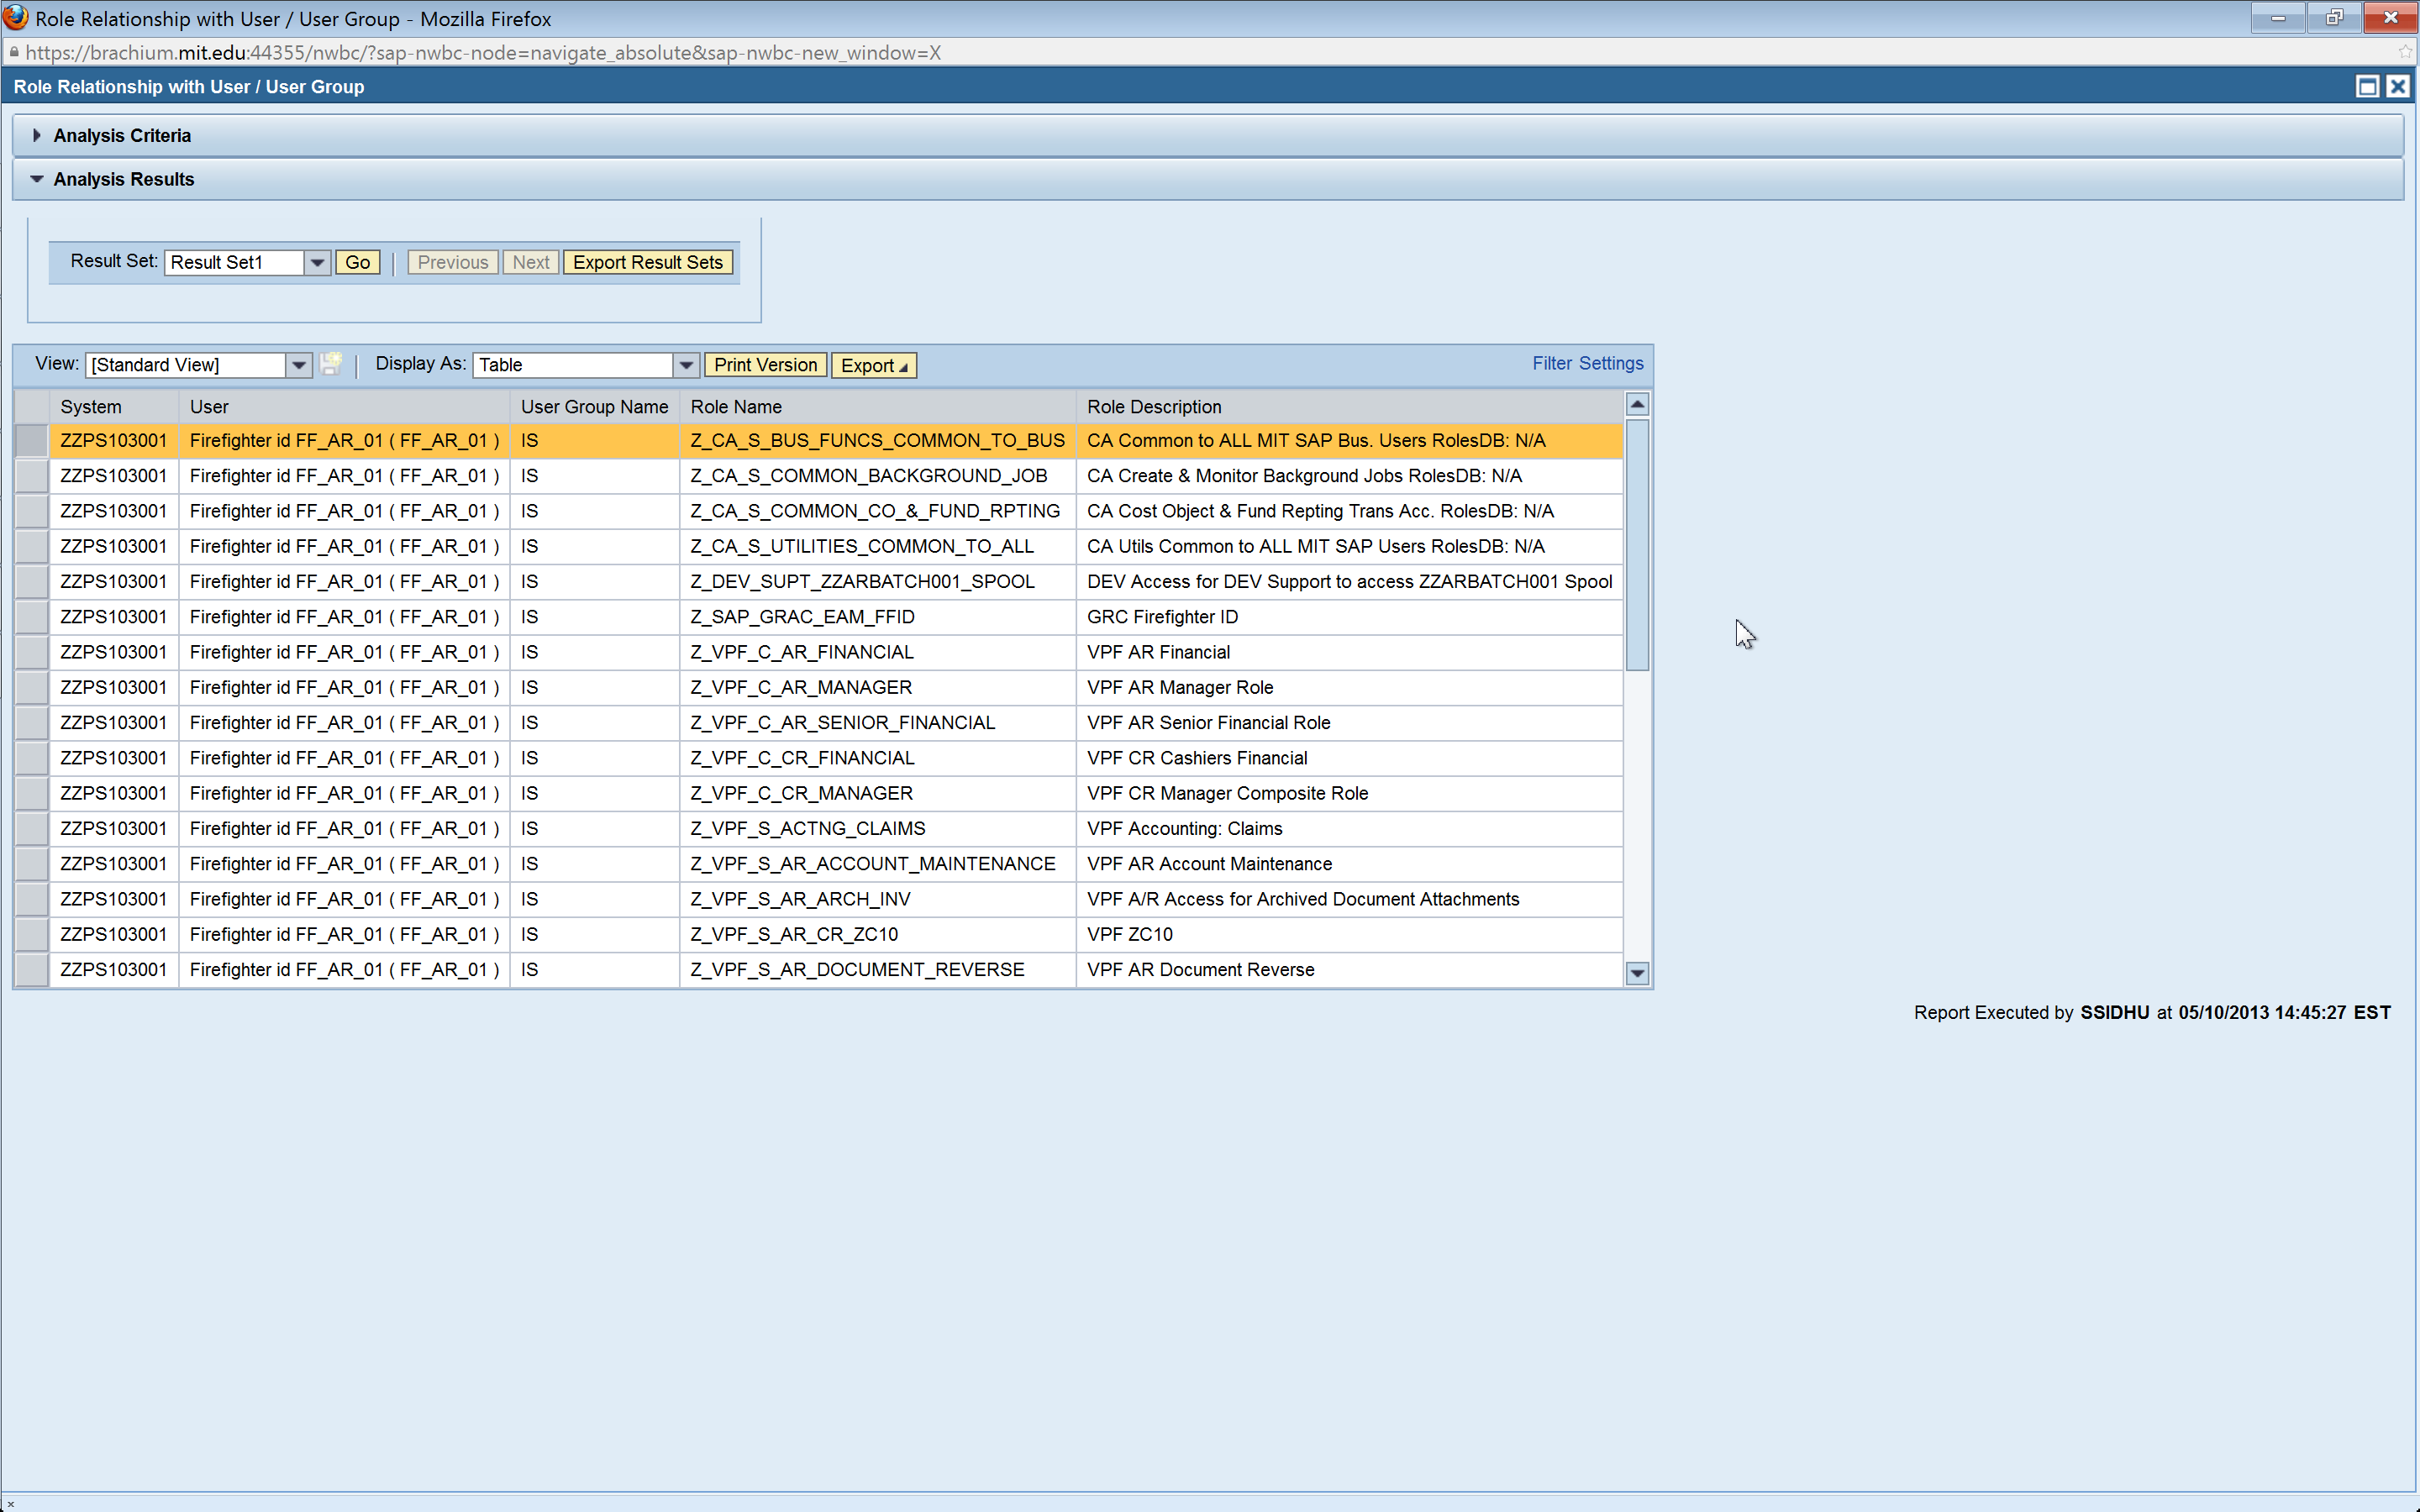 Role Relationship with User / User Group - Mozilla Firefox
https://brachium.mit.edu:44355/nwbc/?sap-nwbc-node=navigate_absolute&sap-nwbc-new_window=X
Role Relationship with User / User Group
Analysis Criteria
Analysis Results
Result Set: Result Set1 Go Previous Next Export Result Sets
View: [Standard View] Display As: Table Print Version Export Filter Settings
System User User Group Name Role Name Role Description
ZZPS103001 Firefighter id FF_AR_01 ( FF_AR_01 ) IS Z_CA_S_BUS_FUNCS_COMMON_TO_BUS CA Common to ALL MIT SAP Bus. Users RolesDB: N/A
ZZPS103001 Firefighter id FF_AR_01 ( FF_AR_01 ) IS Z_CA_S_COMMON_BACKGROUND_JOB CA Create & Monitor Background Jobs RolesDB: N/A
ZZPS103001 Firefighter id FF_AR_01 ( FF_AR_01 ) IS Z_CA_S_COMMON_CO_&_FUND_RPTING CA Cost Object & Fund Repting Trans Acc. RolesDB: N/A
ZZPS103001 Firefighter id FF_AR_01 ( FF_AR_01 ) IS Z_CA_S_UTILITIES_COMMON_TO_ALL CA Utils Common to ALL MIT SAP Users RolesDB: N/A
ZZPS103001 Firefighter id FF_AR_01 ( FF_AR_01 ) IS Z_DEV_SUPT_ZZARBATCH001_SPOOL DEV Access for DEV Support to access ZZARBATCH001 Spool
ZZPS103001 Firefighter id FF_AR_01 ( FF_AR_01 ) IS Z_SAP_GRAC_EAM_FFID GRC Firefighter ID
ZZPS103001 Firefighter id FF_AR_01 ( FF_AR_01 ) IS Z_VPF_C_AR_FINANCIAL VPF AR Financial
ZZPS103001 Firefighter id FF_AR_01 ( FF_AR_01 ) IS Z_VPF_C_AR_MANAGER VPF AR Manager Role
ZZPS103001 Firefighter id FF_AR_01 ( FF_AR_01 ) IS Z_VPF_C_AR_SENIOR_FINANCIAL VPF AR Senior Financial Role
ZZPS103001 Firefighter id FF_AR_01 ( FF_AR_01 ) IS Z_VPF_C_CR_FINANCIAL VPF CR Cashiers Financial
ZZPS103001 Firefighter id FF_AR_01 ( FF_AR_01 ) IS Z_VPF_C_CR_MANAGER VPF CR Manager Composite Role
ZZPS103001 Firefighter id FF_AR_01 ( FF_AR_01 ) IS Z_VPF_S_ACTNG_CLAIMS VPF Accounting: Claims
ZZPS103001 Firefighter id FF_AR_01 ( FF_AR_01 ) IS Z_VPF_S_AR_ACCOUNT_MAINTENANCE VPF AR Account Maintenance
ZZPS103001 Firefighter id FF_AR_01 ( FF_AR_01 ) IS Z_VPF_S_AR_ARCH_INV VPF A/R Access for Archived Document Attachments
ZZPS103001 Firefighter id FF_AR_01 ( FF_AR_01 ) IS Z_VPF_S_AR_CR_ZC10 VPF ZC10
ZZPS103001 Firefighter id FF_AR_01 ( FF_AR_01 ) IS Z_VPF_S_AR_DOCUMENT_REVERSE VPF AR Document Reverse
Report Executed by SSIDHU at 05/10/2013 14:45:27 EST